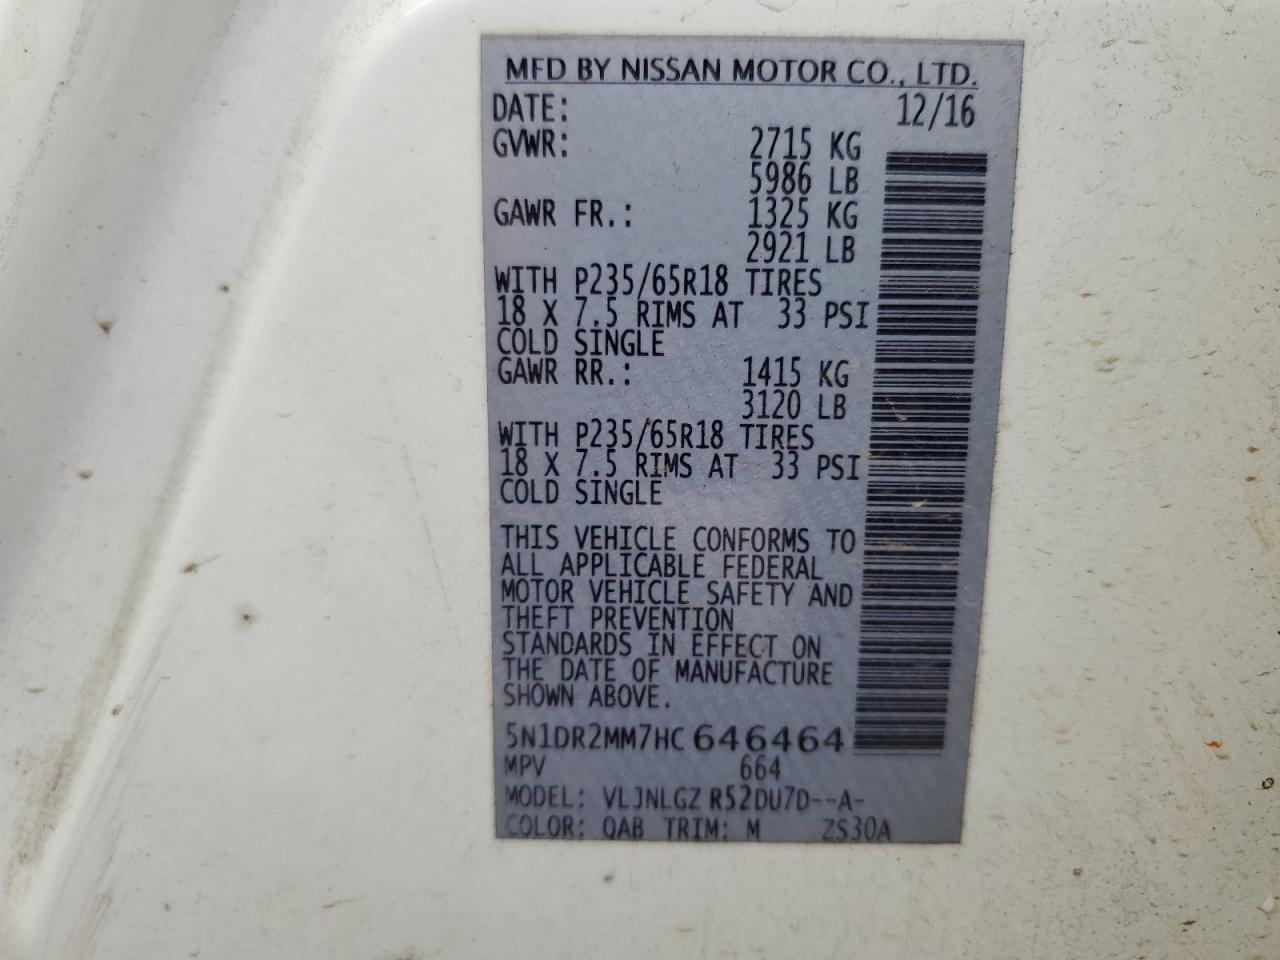 MFD BY NISSAN MOTOR CO., LTD.
DATE: 12/16
GVWR: 2715 KG
5986 LB
GAWR FR.: 1325 KG
2921 LB
WITH P235/65R18 TIRES
18 X 7.5 RIMS AT 33 PSI
COLD SINGLE
GAWR RR.: 1415 KG
3120 LB
WITH P235/65R18 TIRES
18 X 7.5 RIMS AT 33 PSI
COLD SINGLE
THIS VEHICLE CONFORMS TO
ALL APPLICABLE FEDERAL
MOTOR VEHICLE SAFETY AND
THEFT PREVENTION
STANDARDS IN EFFECT ON
THE DATE OF MANUFACTURE
SHOWN ABOVE.
5N1DR2MM7HC646464
MPV 664
MODEL: VLJNLGZ R52DU7D--A-
COLOR: QAB TRIM: M ZS30A